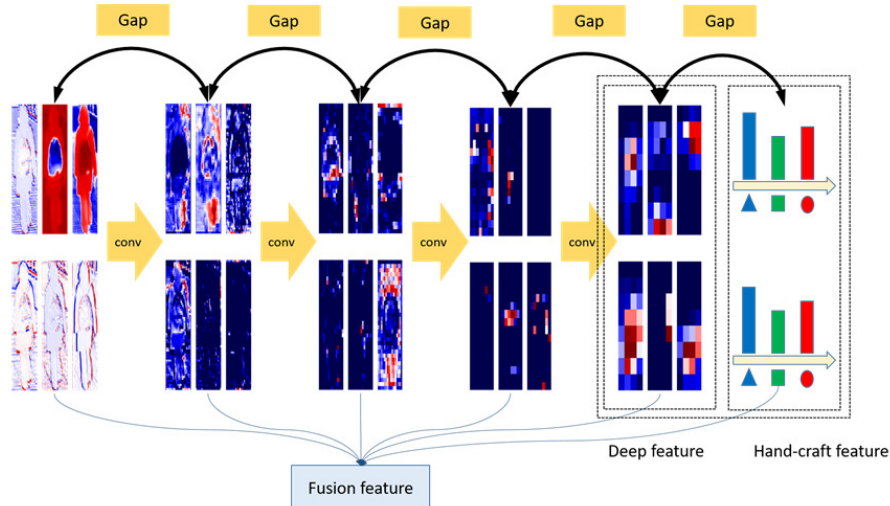 Gap
Gap
Gap
Gap
Gap
conv
conv
conv
conv
Deep feature
Hand-craft feature
Fusion feature